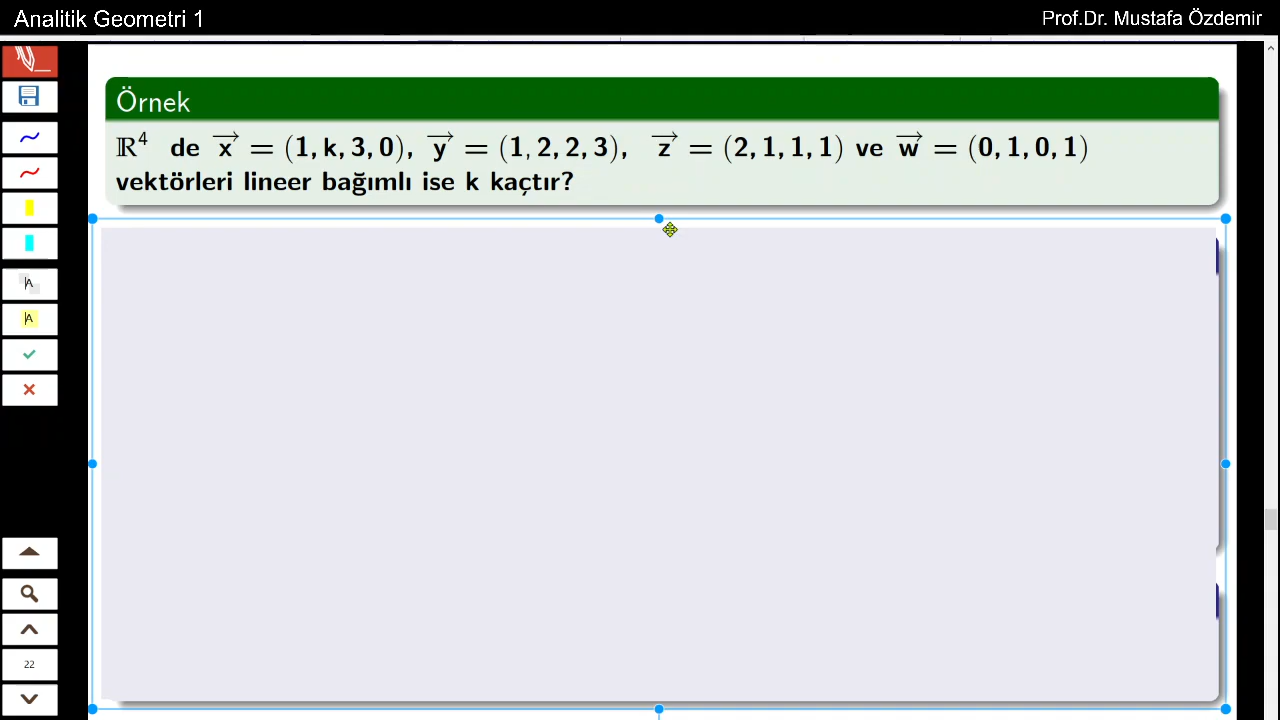 Analitik Geometri 1
Prof.Dr. Mustafa Özdemir
Örnek
ℝ⁴ de x⃗ = (1, k, 3, 0), y⃗ = (1, 2, 2, 3), z⃗ = (2, 1, 1, 1) ve w⃗ = (0, 1, 0, 1)
vektörleri lineer bağımlı ise k kaçtır?
A
A
22